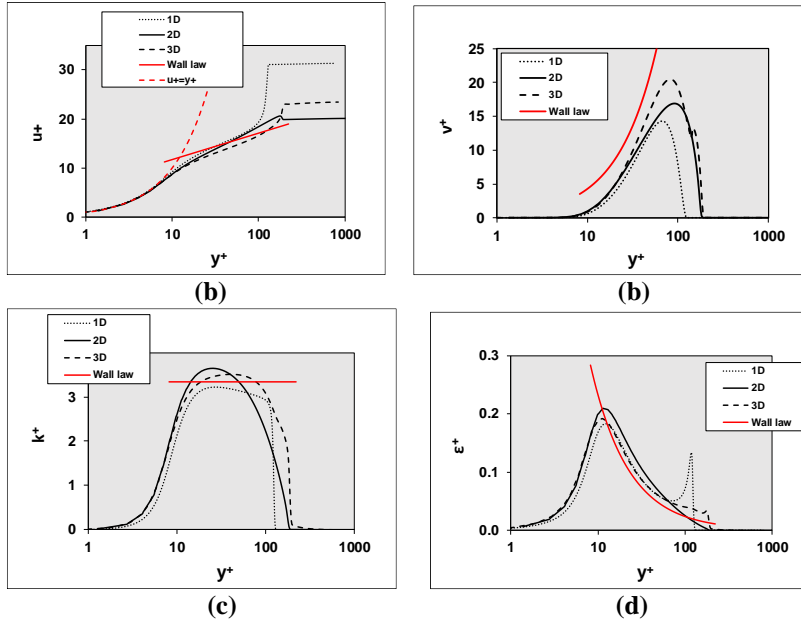 1D
2D
3D
Wall law
u+=y+
30
20
10
0
u+
1
10
100
1000
y+
(b)
25
20
15
10
5
0
ν+
1D
2D
3D
Wall law
1
10
100
1000
y+
(b)
1D
2D
3D
Wall law
3
2
1
0
k+
1
10
100
1000
y+
(c)
0.3
0.2
0.1
0.0
ε+
1D
2D
3D
Wall law
1
10
100
1000
y+
(d)